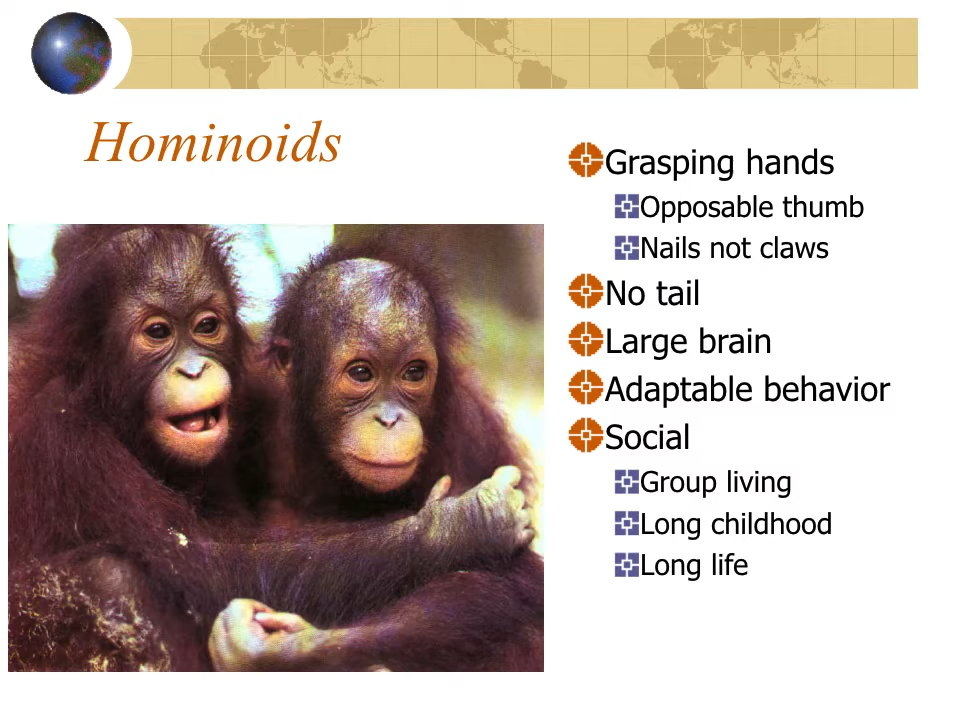 Hominoids
Grasping hands
Opposable thumb
Nails not claws
No tail
Large brain
Adaptable behavior
Social
Group living
Long childhood
Long life